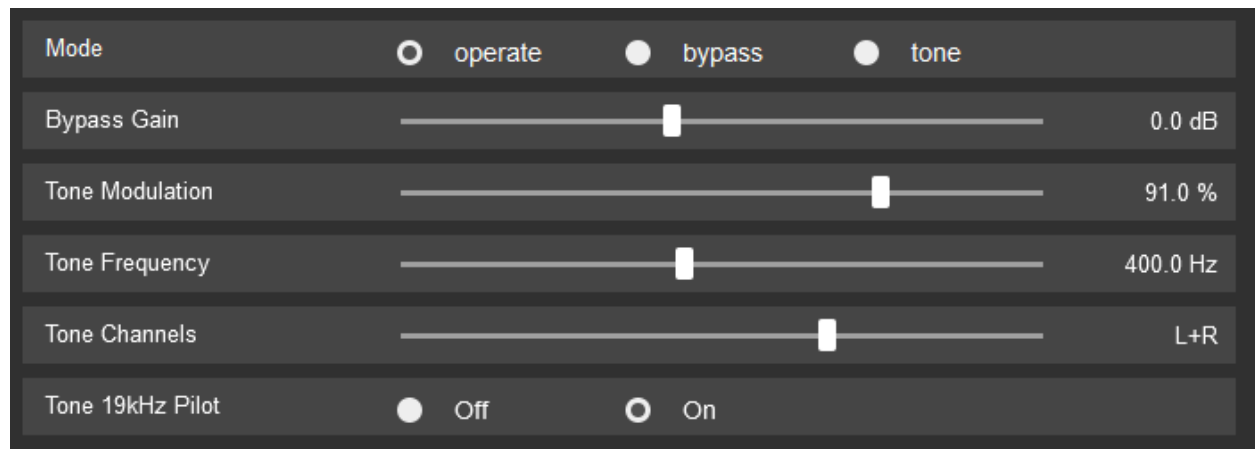 Mode operate bypass tone
Bypass Gain 0.0 dB
Tone Modulation 91.0 %
Tone Frequency 400.0 Hz
Tone Channels L+R
Tone 19kHz Pilot Off On